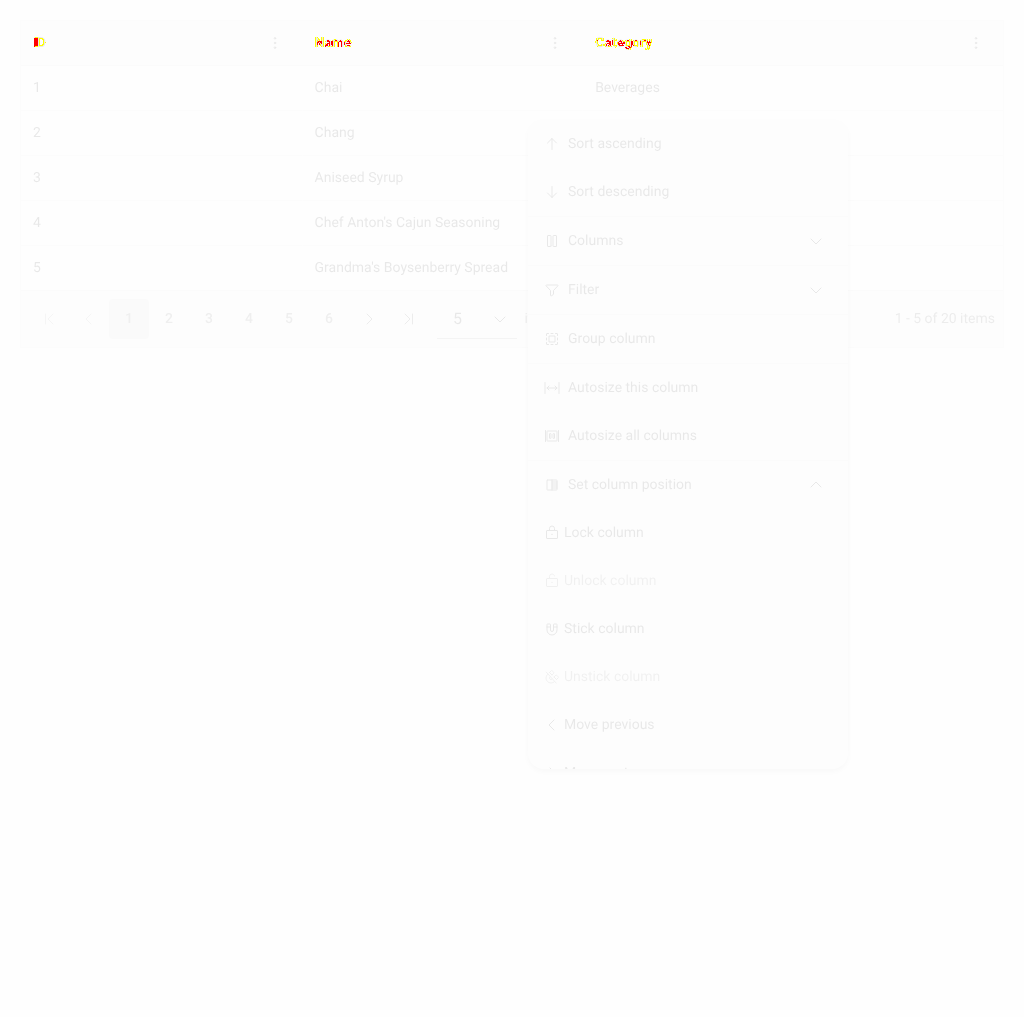 ID Name Category
1 Chai Beverages
2 Chang
3 Aniseed Syrup
4 Chef Anton's Cajun Seasoning
5 Grandma's Boysenberry Spread
1 2 3 4 5 6 5 1 - 5 of 20 items
Sort ascending
Sort descending
Columns
Filter
Group column
Autosize this column
Autosize all columns
Set column position
Lock column
Unlock column
Stick column
Unstick column
Move previous